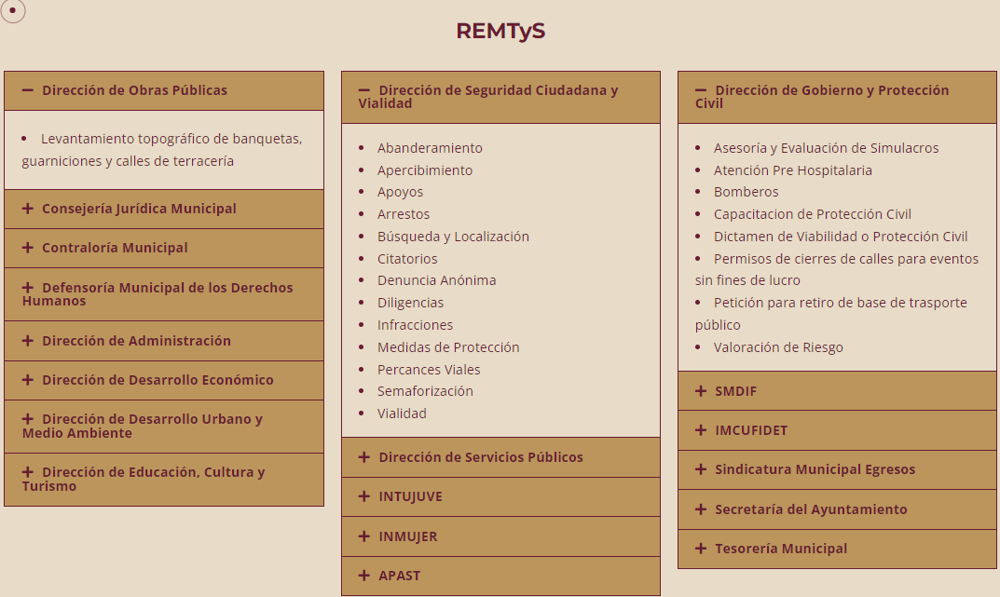 REMTyS
Dirección de Obras Públicas
Levantamiento topográfico de banquetas,
guarniciones y calles de terracería
Consejería Jurídica Municipal
Contraloría Municipal
Defensoría Municipal de los Derechos
Humanos
Dirección de Administración
Dirección de Desarrollo Económico
Dirección de Desarrollo Urbano y
Medio Ambiente
Dirección de Educación, Cultura y
Turismo
Dirección de Seguridad Ciudadana y
Vialidad
Abanderamiento
Apercibimiento
Apoyos
Arrestos
Búsqueda y Localización
Citatorios
Denuncia Anónima
Diligencias
Infracciones
Medidas de Protección
Percances Viales
Semaforización
Vialidad
Dirección de Servicios Públicos
INTUJUVE
INMUJER
APAST
Dirección de Gobierno y Protección
Civil
Asesoría y Evaluación de Simulacros
Atención Pre Hospitalaria
Bomberos
Capacitacion de Protección Civil
Dictamen de Viabilidad o Protección Civil
Permisos de cierres de calles para eventos
sin fines de lucro
Petición para retiro de base de trasporte
público
Valoración de Riesgo
SMDIF
IMCUFIDET
Sindicatura Municipal Egresos
Secretaría del Ayuntamiento
Tesorería Municipal